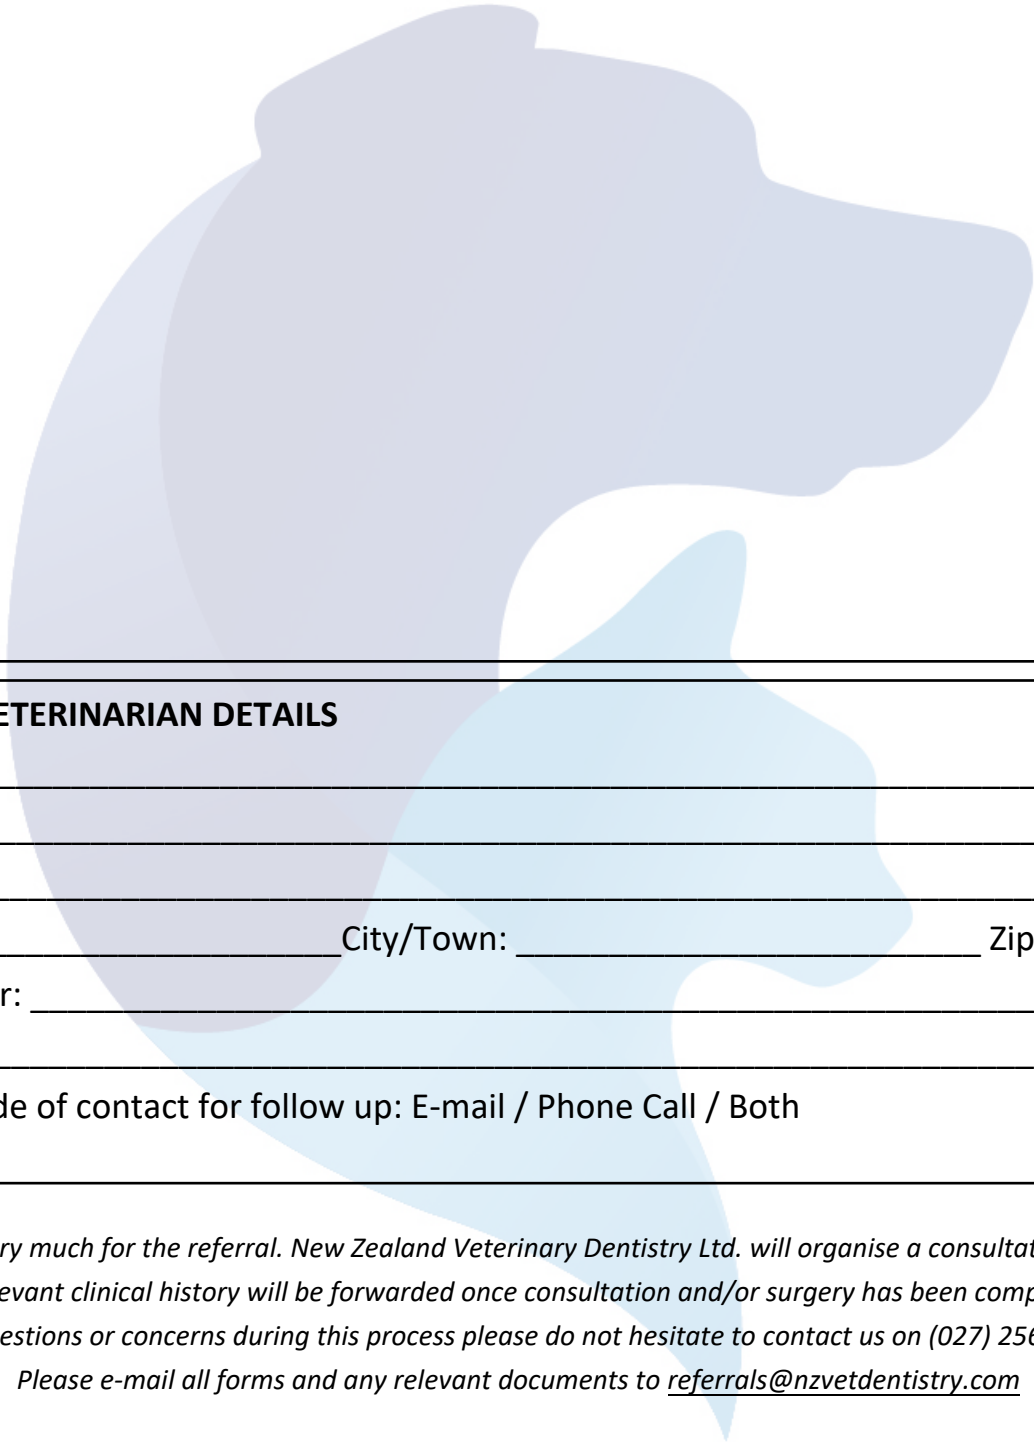 ETERINARIAN DETAILS
City/Town: __________________________ Zip
r: ________________________________________________________
de of contact for follow up: E-mail / Phone Call / Both
ry much for the referral. New Zealand Veterinary Dentistry Ltd. will organise a consultat
evant clinical history will be forwarded once consultation and/or surgery has been comp
estions or concerns during this process please do not hesitate to contact us on (027) 256
Please e-mail all forms and any relevant documents to referrals@nzvetdentistry.com